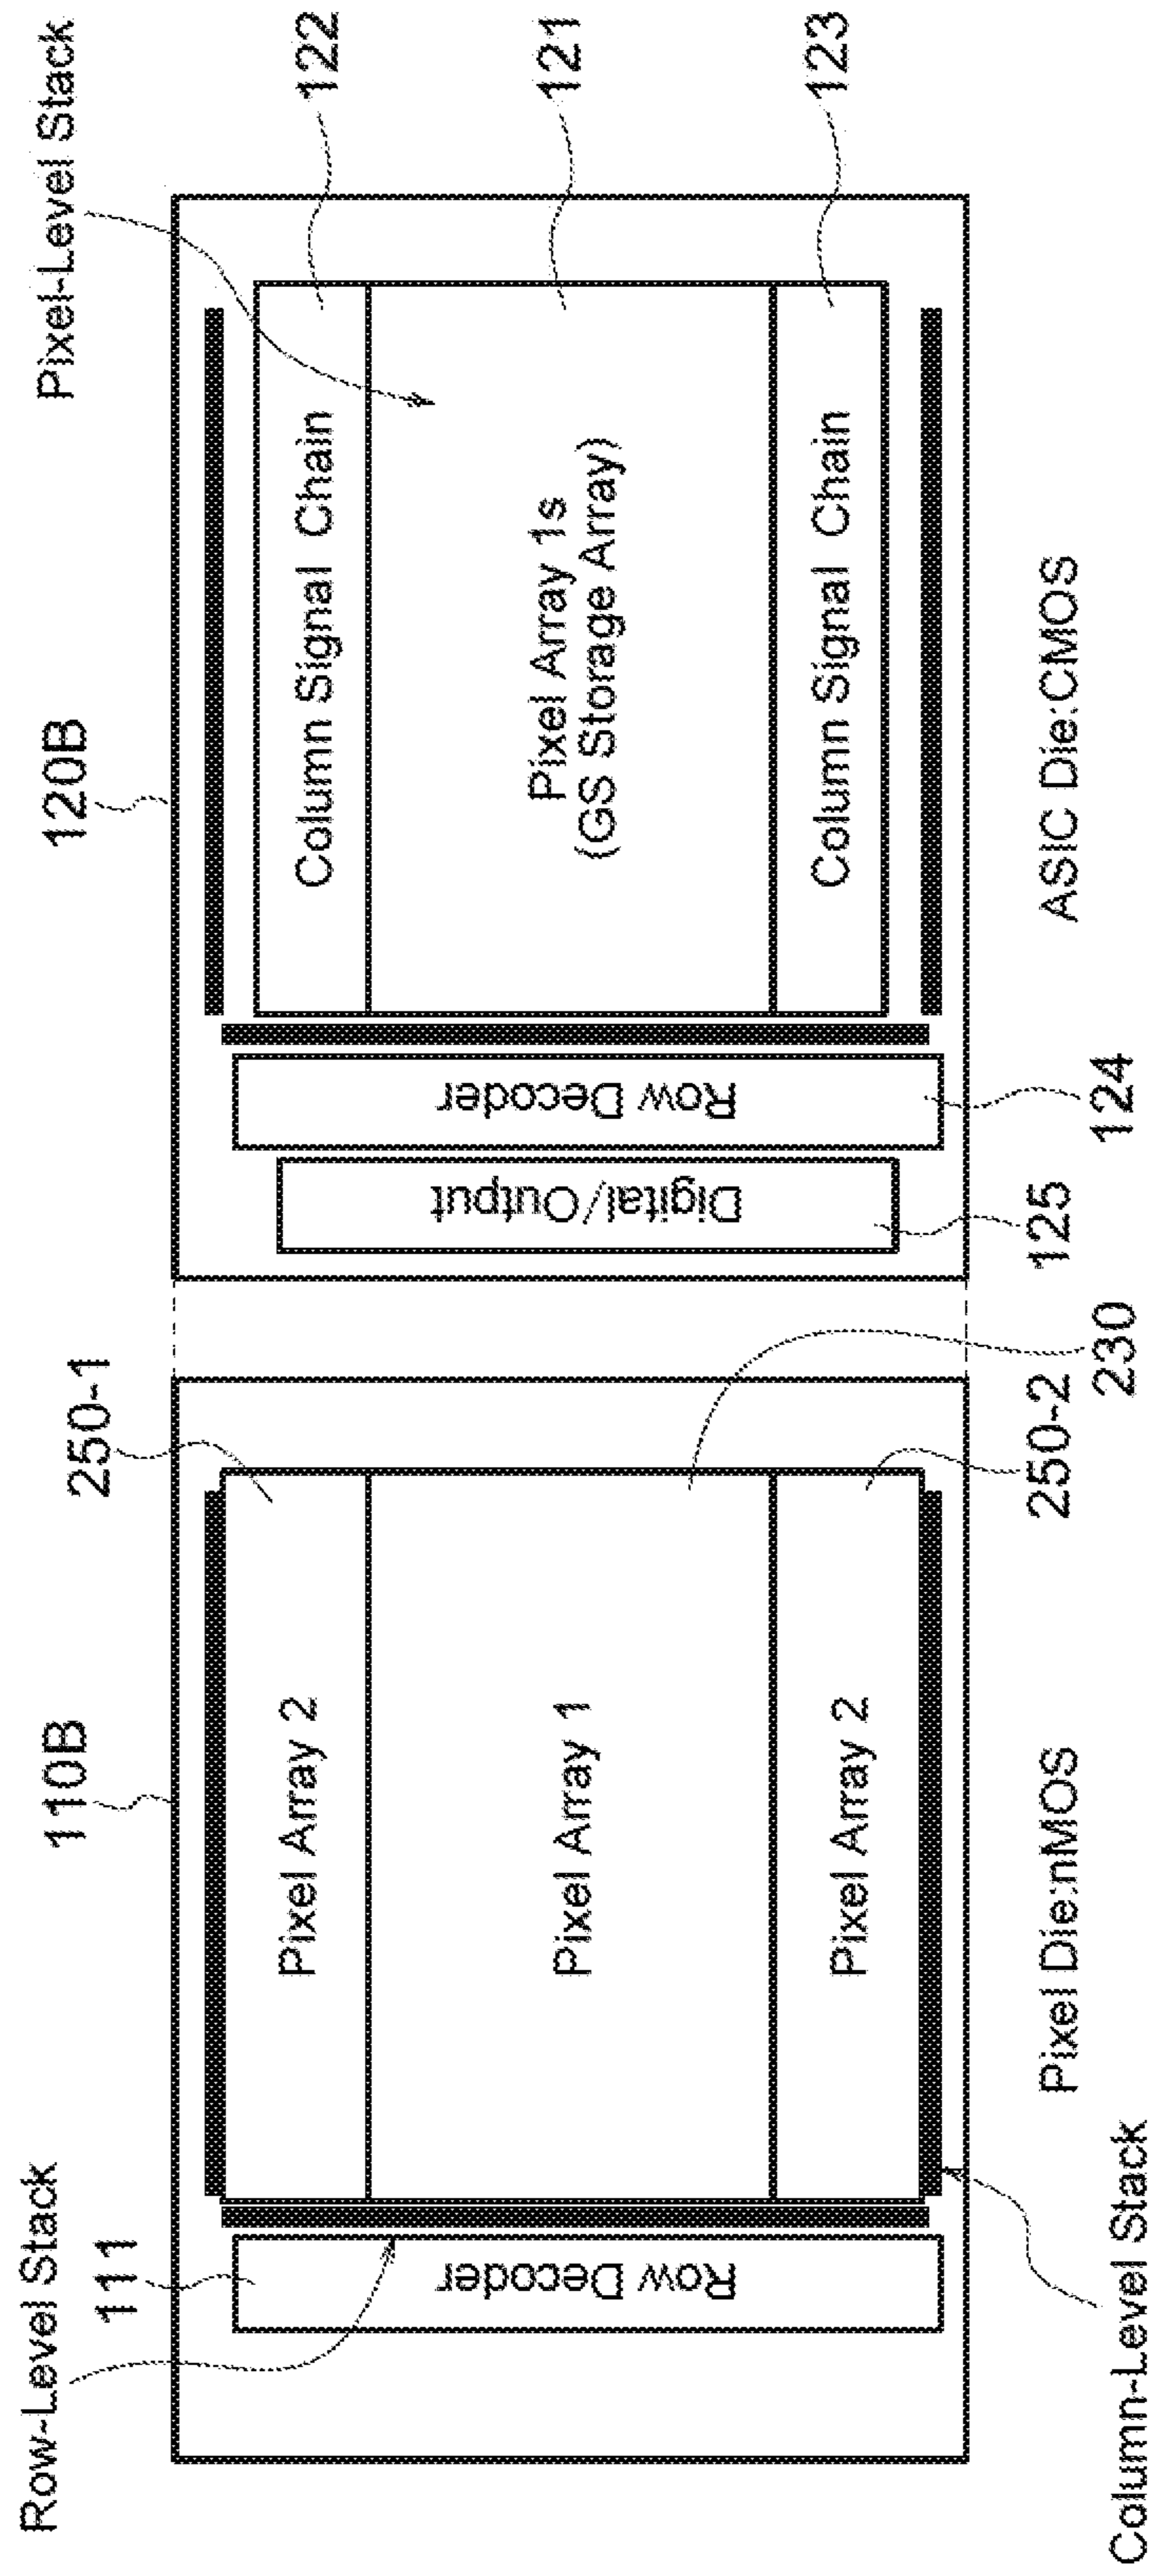 Row-Level Stack
111
110B
250-1
Row Decoder
Pixel Array 2
Pixel Array 1
Pixel Array 2
Pixel Die:nMOS
Column-Level Stack
250-2
230
120B
Pixel-Level Stack
122
121
123
Column Signal Chain
Pixel Array 1s
(GS Storage Array)
Column Signal Chain
Row Decoder
Digital/Output
124
125
ASIC Die:CMOS